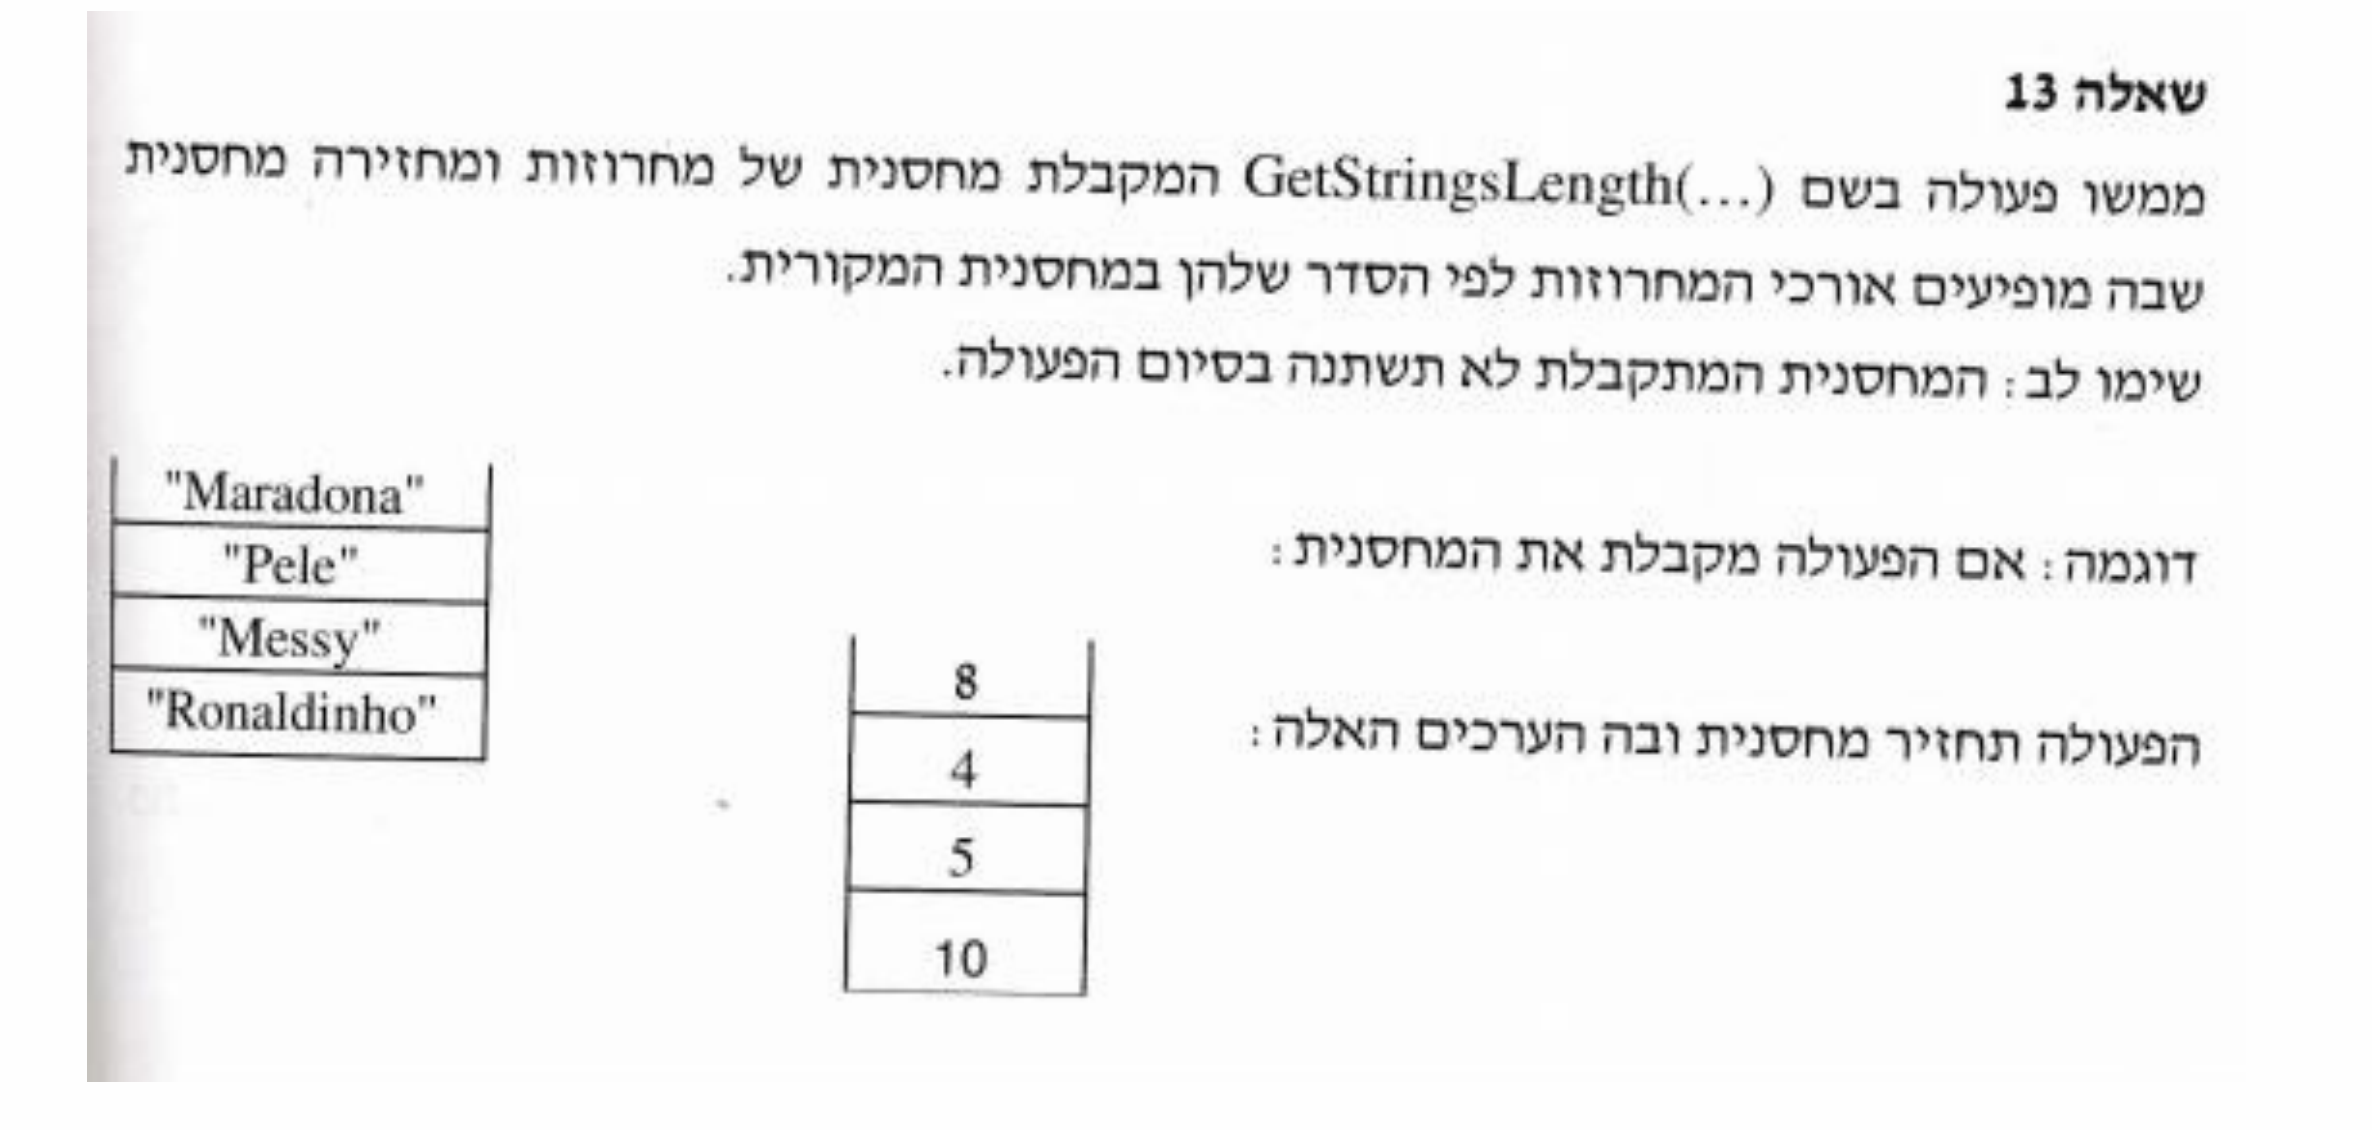 שאלה 13
ממשו פעולה בשם GetStringsLength(...) המקבלת מחסנית של מחרוזות ומחזירה מחסנית
שבה מופיעים אורכי המחרוזות לפי הסדר שלהן במחסנית המקורית.
שימו לב: המחסנית המתקבלת לא תשתנה בסיום הפעולה.
דוגמה: אם הפעולה מקבלת את המחסנית:
"Maradona"
"Pele"
"Messy"
"Ronaldinho"
הפעולה תחזיר מחסנית ובה הערכים האלה:
8
4
5
10